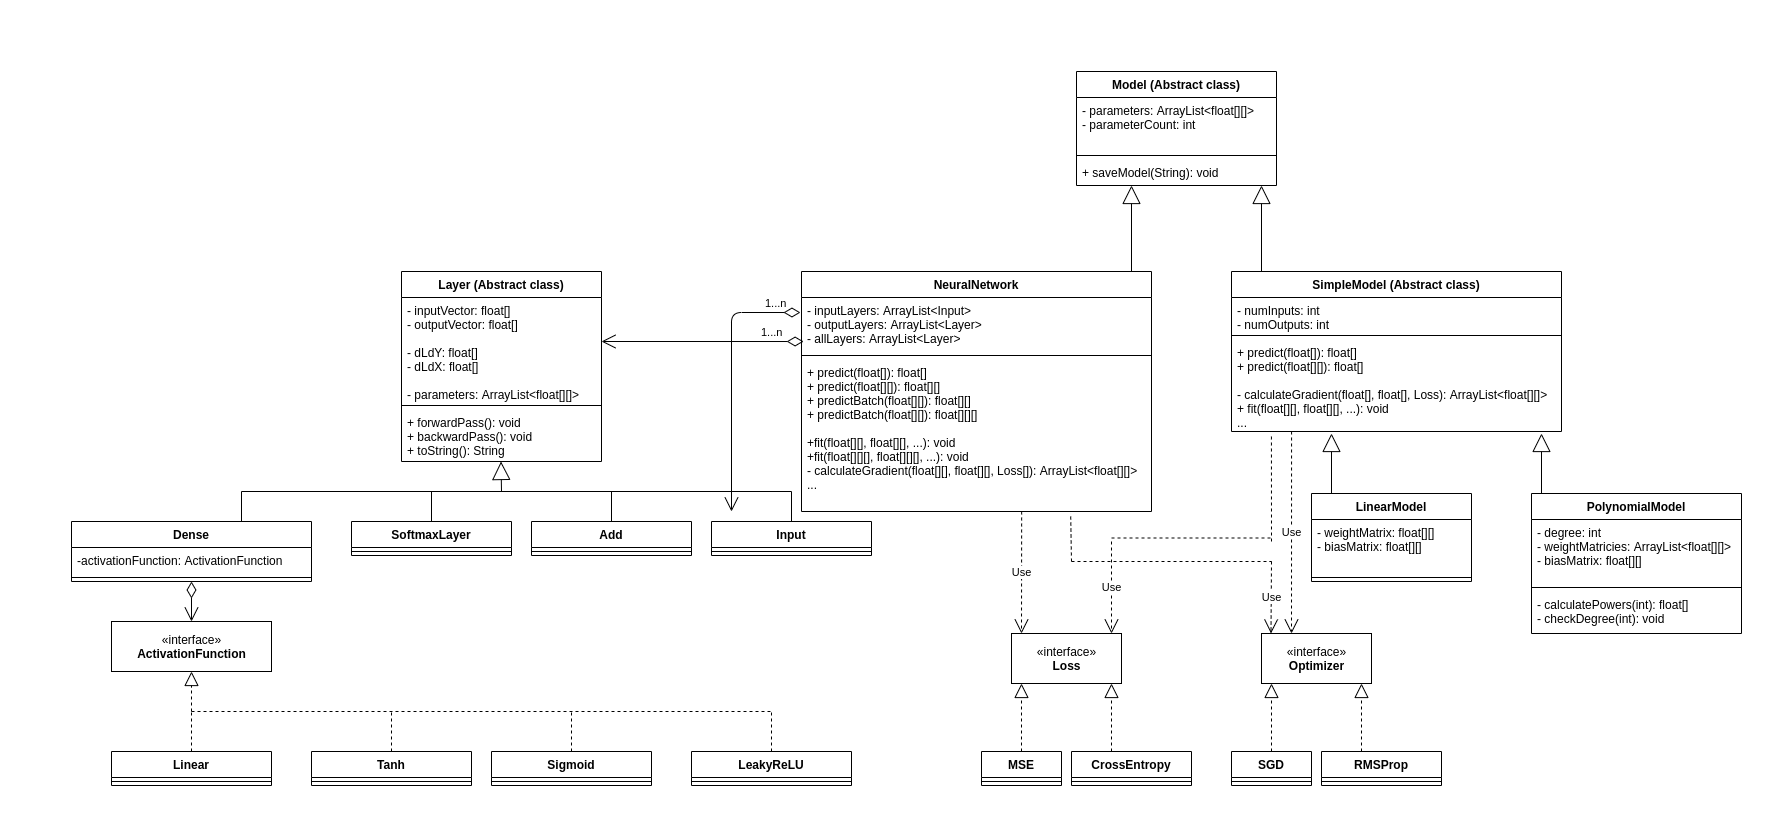 Model (Abstract class)
- parameters: ArrayList<float[][]>
- parameterCount: int
+ saveModel(String): void
Layer (Abstract class)
- inputVector: float[]
- outputVector: float[]
- dLdY: float[]
- dLdX: float[]
- parameters: ArrayList<float[][]>
+ forwardPass(): void
+ backwardPass(): void
+ toString(): String
1...n
1...n
NeuralNetwork
- inputLayers: ArrayList<Input>
- outputLayers: ArrayList<Layer>
- allLayers: ArrayList<Layer>
+ predict(float[]): float[]
+ predict(float[][]): float[][]
+ predictBatch(float[][]): float[][]
+ predictBatch(float[][]): float[][][]
+fit(float[][], float[][], ...): void
+fit(float[][][], float[][][], ...): void
- calculateGradient(float[][], float[][], Loss[]): ArrayList<float[][]>
...
SimpleModel (Abstract class)
- numInputs: int
- numOutputs: int
+ predict(float[]): float[]
+ predict(float[][]): float[]
- calculateGradient(float[], float[], Loss): ArrayList<float[][]>
+ fit(float[][], float[][], ...): void
...
Dense
-activationFunction: ActivationFunction
SoftmaxLayer
Add
Input
LinearModel
- weightMatrix: float[][]
- biasMatrix: float[][]
PolynomialModel
- degree: int
- weightMatricies: ArrayList<float[][]>
- biasMatrix: float[][]
- calculatePowers(int): float[]
- checkDegree(int): void
Use
Use
Use
Use
«interface»
ActivationFunction
«interface»
Loss
«interface»
Optimizer
Linear
Tanh
Sigmoid
LeakyReLU
MSE
CrossEntropy
SGD
RMSProp